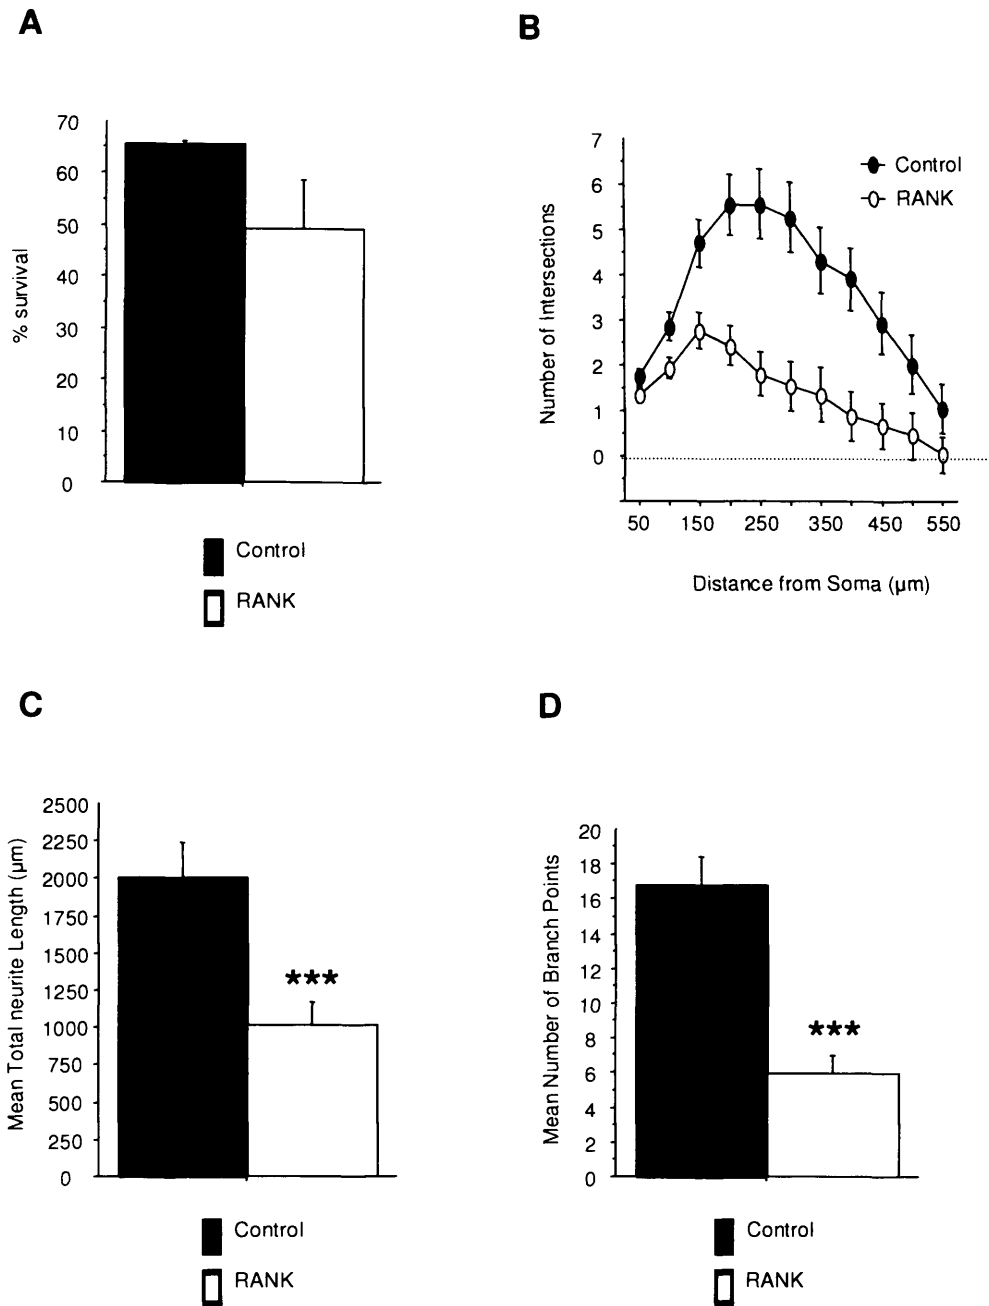 A
% survival
70
60
50
40
30
20
10
0
Control
RANK
B
Number of Intersections
7
6
5
4
3
2
1
0
Control
RANK
50 150 250 350 450 550
Distance from Soma (µm)
C
Mean Total neurite Length (µm)
2500
2250
2000
1750
1500
1250
1000
750
500
250
0
★★★
Control
RANK
D
Mean Number of Branch Points
20
18
16
14
12
10
8
6
4
2
0
★★★
Control
RANK